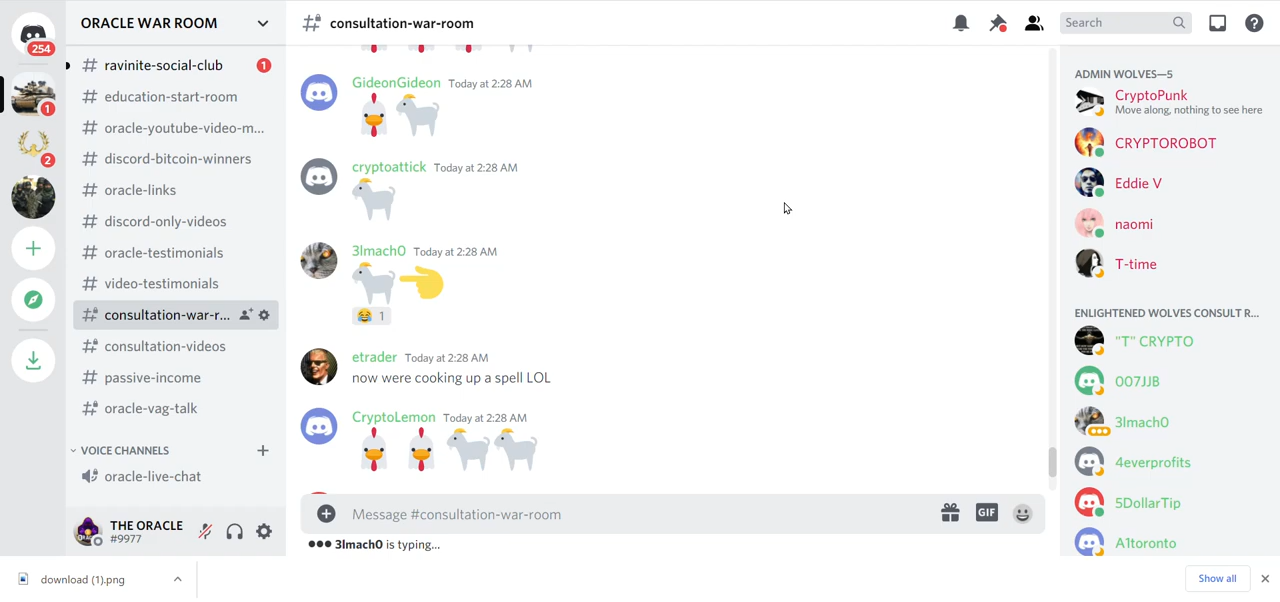 ORACLE WAR ROOM
consultation-war-room
Search
254
1
2
ravinite-social-club
1
education-start-room
oracle-youtube-video-m...
discord-bitcoin-winners
oracle-links
discord-only-videos
oracle-testimonials
video-testimonials
consultation-war-r...
consultation-videos
passive-income
oracle-vag-talk
VOICE CHANNELS
oracle-live-chat
THE ORACLE
#9977
GideonGideon Today at 2:28 AM
cryptoattick Today at 2:28 AM
3lmach0 Today at 2:28 AM
1
etrader Today at 2:28 AM
now were cooking up a spell LOL
CryptoLemon Today at 2:28 AM
Message #consultation-war-room
GIF
3lmach0 is typing...
ADMIN WOLVES—5
CryptoPunk
Move along, nothing to see here
CRYPTOROBOT
Eddie V
naomi
T-time
ENLIGHTENED WOLVES CONSULT R...
"T" CRYPTO
007JJB
3lmach0
4everprofits
5DollarTip
A1toronto
download (1).png
Show all